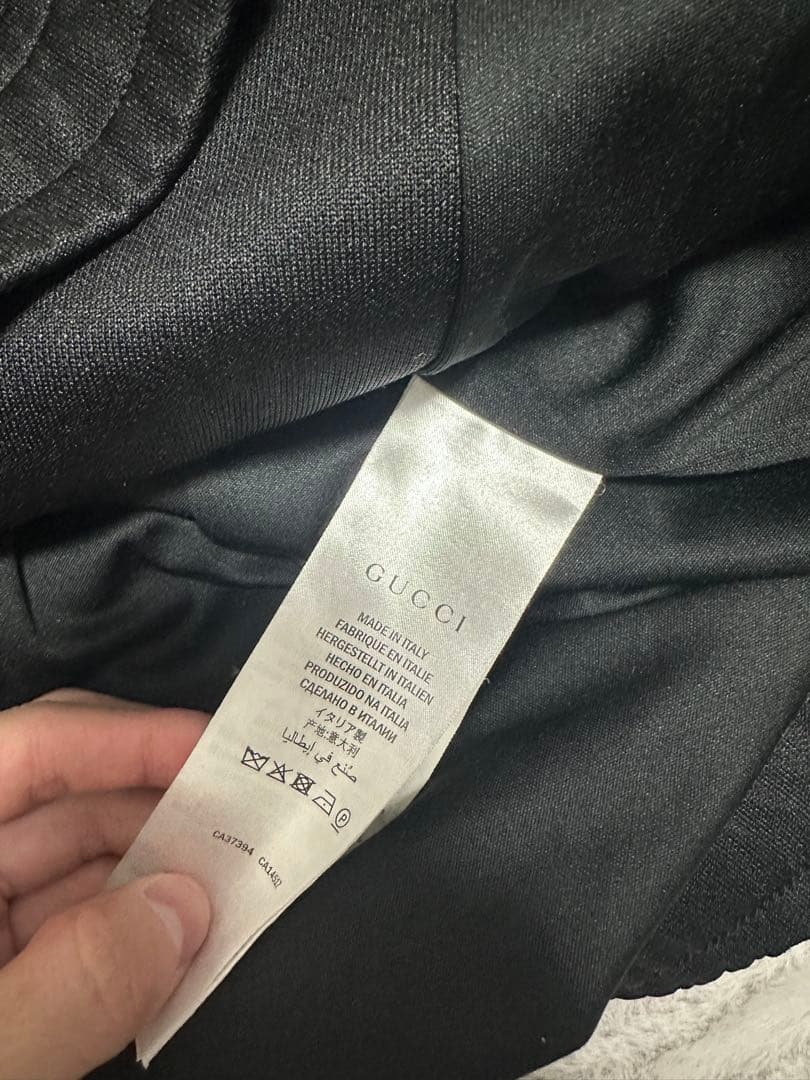 GUCCI
MADE IN ITALY
FABRIQUE EN ITALIE
HERGESTELLT IN ITALIEN
HECHO EN ITALIA
PRODUZIDO NA ITALIA
СДЕЛАНО В ИТАЛИИ
イタリア製
产地:意大利
صنع في إيطاليا
P
CA37394 CA14517